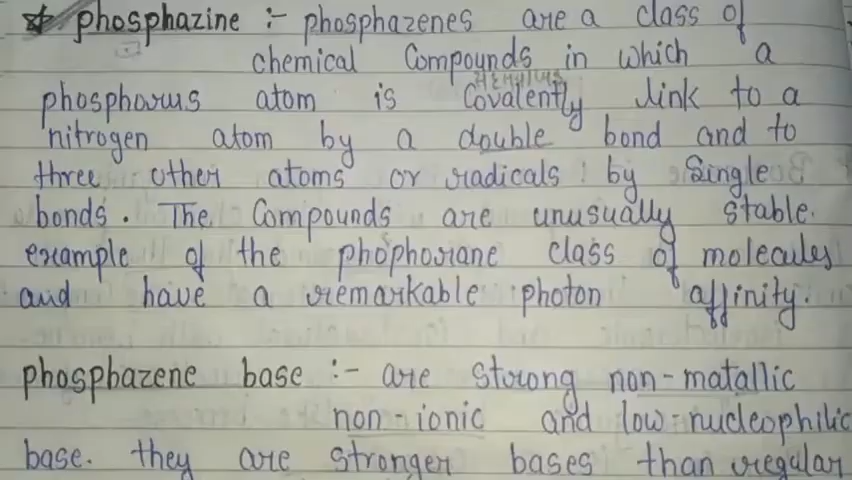 * phosphazine :- phosphazenes are a class of
chemical Compounds in which a
phosphorus atom is Covalently link to a
nitrogen atom by a double bond and to
three other atoms or radicals by Single
bonds. The Compounds are unusually stable.
example of the phophorane class of molecules
and have a remarkable photon affinity.
phosphazene base :- are strong non-matallic
non-ionic and low-nucleophilic
base. they are stronger bases than regular